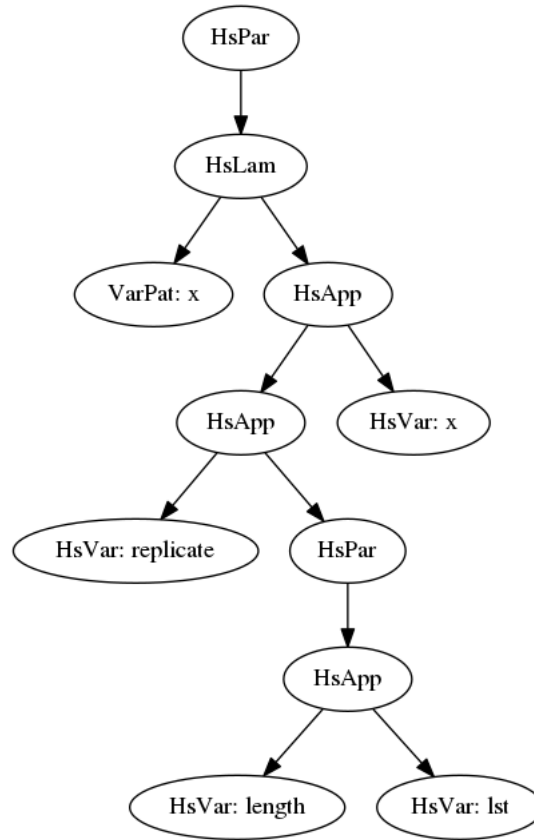 HsPar
HsLam
VarPat: x
HsApp
HsApp
HsVar: x
HsVar: replicate
HsPar
HsApp
HsVar: length
HsVar: lst